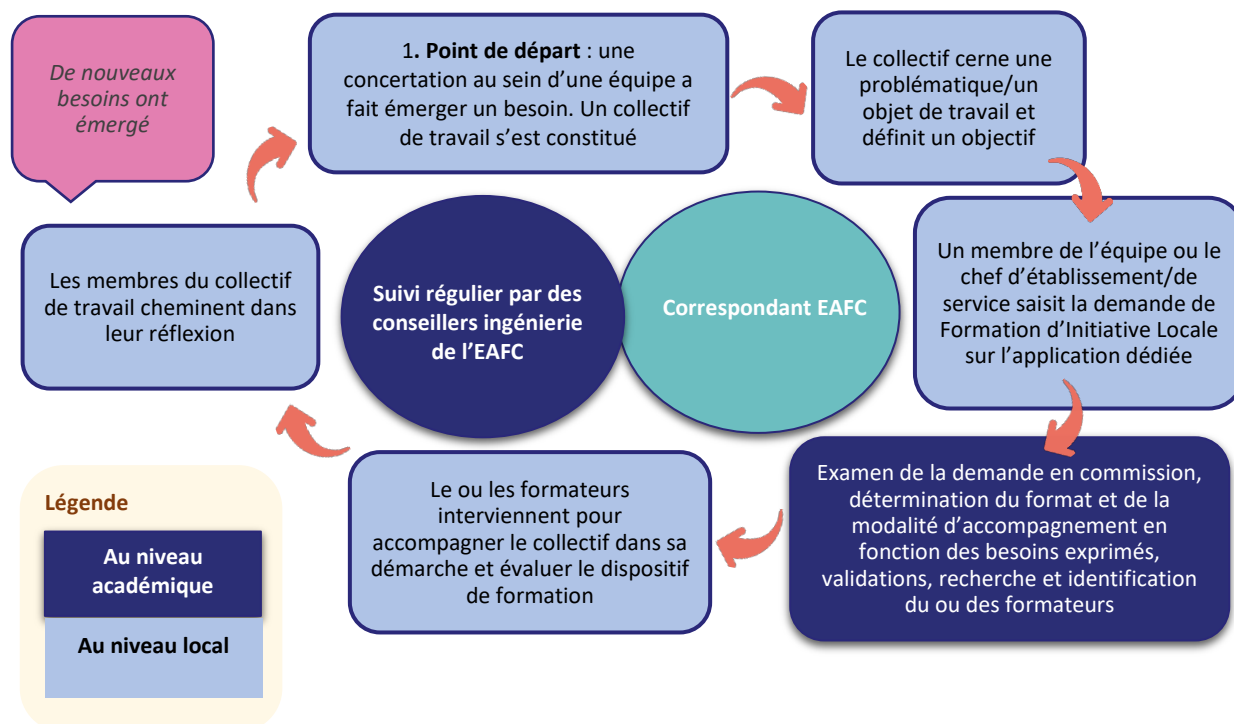 De nouveaux
besoins ont
émergé
1. Point de départ : une
concertation au sein d’une équipe a
fait émerger un besoin. Un collectif
de travail s’est constitué
Le collectif cerne une
problématique/un
objet de travail et
définit un objectif
Un membre de l’équipe ou le
chef d’établissement/de
service saisit la demande de
Formation d’Initiative Locale
sur l’application dédiée
Examen de la demande en commission,
détermination du format et de la
modalité d’accompagnement en
fonction des besoins exprimés,
validations, recherche et identification
du ou des formateurs
Le ou les formateurs
interviennent pour
accompagner le collectif dans sa
démarche et évaluer le dispositif
de formation
Les membres du collectif
de travail cheminent dans
leur réflexion
Suivi régulier par des
conseillers ingénierie
de l’EAFC
Correspondant EAFC
Légende
Au niveau
académique
Au niveau local